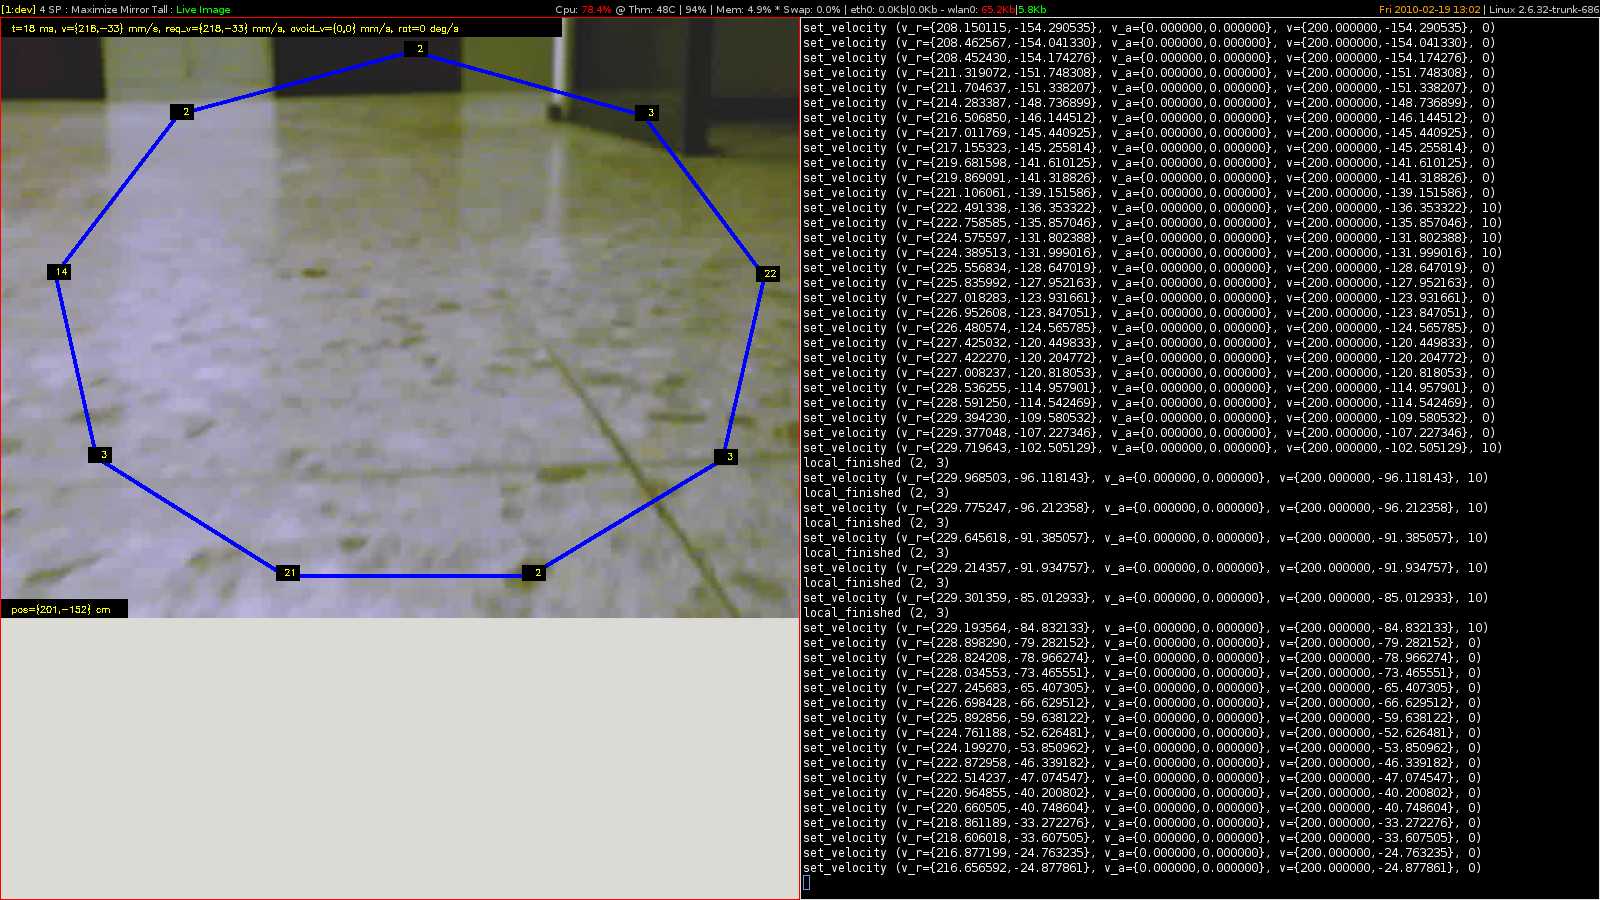 [1:dev] 4 SP : Maximize Mirror Tall : Live Image
Cpu: 78.4% @ Thm: 48C | 94% | Mem: 4.9% * Swap: 0.0% | eth0: 0.0Kb|0.0Kb - wlan0: 65.2Kb|5.8Kb
Fri 2010-02-19 13:02 | Linux 2.6.32-trunk-686
t=18 ms, v={218,-33} mm/s, req_v={218,-33} mm/s, avoid_v={0,0} mm/s, rot=0 deg/s
2
2
3
14
22
3
3
21
2
pos={201,-152} cm
set_velocity (v_r={208.150115,-154.290535}, v_a={0.000000,0.000000}, v={200.000000,-154.290535}, 0)
set_velocity (v_r={208.462567,-154.041330}, v_a={0.000000,0.000000}, v={200.000000,-154.041330}, 0)
set_velocity (v_r={208.452430,-154.174276}, v_a={0.000000,0.000000}, v={200.000000,-154.174276}, 0)
set_velocity (v_r={211.319072,-151.748308}, v_a={0.000000,0.000000}, v={200.000000,-151.748308}, 0)
set_velocity (v_r={211.704637,-151.338207}, v_a={0.000000,0.000000}, v={200.000000,-151.338207}, 0)
set_velocity (v_r={214.283387,-148.736899}, v_a={0.000000,0.000000}, v={200.000000,-148.736899}, 0)
set_velocity (v_r={216.506850,-146.144512}, v_a={0.000000,0.000000}, v={200.000000,-146.144512}, 0)
set_velocity (v_r={217.011769,-145.440925}, v_a={0.000000,0.000000}, v={200.000000,-145.440925}, 0)
set_velocity (v_r={217.155323,-145.255814}, v_a={0.000000,0.000000}, v={200.000000,-145.255814}, 0)
set_velocity (v_r={219.681598,-141.610125}, v_a={0.000000,0.000000}, v={200.000000,-141.610125}, 0)
set_velocity (v_r={219.869091,-141.318826}, v_a={0.000000,0.000000}, v={200.000000,-141.318826}, 0)
set_velocity (v_r={221.106061,-139.151586}, v_a={0.000000,0.000000}, v={200.000000,-139.151586}, 0)
set_velocity (v_r={222.491338,-136.353322}, v_a={0.000000,0.000000}, v={200.000000,-136.353322}, 10)
set_velocity (v_r={222.758585,-135.857046}, v_a={0.000000,0.000000}, v={200.000000,-135.857046}, 10)
set_velocity (v_r={224.575597,-131.802388}, v_a={0.000000,0.000000}, v={200.000000,-131.802388}, 10)
set_velocity (v_r={224.389513,-131.999016}, v_a={0.000000,0.000000}, v={200.000000,-131.999016}, 10)
set_velocity (v_r={225.556834,-128.647019}, v_a={0.000000,0.000000}, v={200.000000,-128.647019}, 0)
set_velocity (v_r={225.835992,-127.952163}, v_a={0.000000,0.000000}, v={200.000000,-127.952163}, 0)
set_velocity (v_r={227.018283,-123.931661}, v_a={0.000000,0.000000}, v={200.000000,-123.931661}, 0)
set_velocity (v_r={226.952608,-123.847051}, v_a={0.000000,0.000000}, v={200.000000,-123.847051}, 0)
set_velocity (v_r={226.480574,-124.565785}, v_a={0.000000,0.000000}, v={200.000000,-124.565785}, 0)
set_velocity (v_r={227.425032,-120.449833}, v_a={0.000000,0.000000}, v={200.000000,-120.449833}, 0)
set_velocity (v_r={227.422270,-120.204772}, v_a={0.000000,0.000000}, v={200.000000,-120.204772}, 0)
set_velocity (v_r={227.008237,-120.818053}, v_a={0.000000,0.000000}, v={200.000000,-120.818053}, 0)
set_velocity (v_r={228.536255,-114.957901}, v_a={0.000000,0.000000}, v={200.000000,-114.957901}, 0)
set_velocity (v_r={228.591250,-114.542469}, v_a={0.000000,0.000000}, v={200.000000,-114.542469}, 0)
set_velocity (v_r={229.394230,-109.580532}, v_a={0.000000,0.000000}, v={200.000000,-109.580532}, 0)
set_velocity (v_r={229.377048,-107.227346}, v_a={0.000000,0.000000}, v={200.000000,-107.227346}, 0)
set_velocity (v_r={229.719643,-102.505129}, v_a={0.000000,0.000000}, v={200.000000,-102.505129}, 10)
local_finished (2, 3)
set_velocity (v_r={229.968503,-96.118143}, v_a={0.000000,0.000000}, v={200.000000,-96.118143}, 10)
local_finished (2, 3)
set_velocity (v_r={229.775247,-96.212358}, v_a={0.000000,0.000000}, v={200.000000,-96.212358}, 10)
local_finished (2, 3)
set_velocity (v_r={229.645618,-91.385057}, v_a={0.000000,0.000000}, v={200.000000,-91.385057}, 10)
local_finished (2, 3)
set_velocity (v_r={229.214357,-91.934757}, v_a={0.000000,0.000000}, v={200.000000,-91.934757}, 10)
local_finished (2, 3)
set_velocity (v_r={229.301359,-85.012933}, v_a={0.000000,0.000000}, v={200.000000,-85.012933}, 10)
local_finished (2, 3)
set_velocity (v_r={229.193564,-84.832133}, v_a={0.000000,0.000000}, v={200.000000,-84.832133}, 10)
set_velocity (v_r={228.898290,-79.282152}, v_a={0.000000,0.000000}, v={200.000000,-79.282152}, 0)
set_velocity (v_r={228.824208,-78.966274}, v_a={0.000000,0.000000}, v={200.000000,-78.966274}, 0)
set_velocity (v_r={228.034553,-73.465551}, v_a={0.000000,0.000000}, v={200.000000,-73.465551}, 0)
set_velocity (v_r={227.245683,-65.407305}, v_a={0.000000,0.000000}, v={200.000000,-65.407305}, 0)
set_velocity (v_r={226.698428,-66.629512}, v_a={0.000000,0.000000}, v={200.000000,-66.629512}, 0)
set_velocity (v_r={225.892856,-59.638122}, v_a={0.000000,0.000000}, v={200.000000,-59.638122}, 0)
set_velocity (v_r={224.761188,-52.626481}, v_a={0.000000,0.000000}, v={200.000000,-52.626481}, 0)
set_velocity (v_r={224.199270,-53.850962}, v_a={0.000000,0.000000}, v={200.000000,-53.850962}, 0)
set_velocity (v_r={222.872958,-46.339182}, v_a={0.000000,0.000000}, v={200.000000,-46.339182}, 0)
set_velocity (v_r={222.514237,-47.074547}, v_a={0.000000,0.000000}, v={200.000000,-47.074547}, 0)
set_velocity (v_r={220.964855,-40.200802}, v_a={0.000000,0.000000}, v={200.000000,-40.200802}, 0)
set_velocity (v_r={220.660505,-40.748604}, v_a={0.000000,0.000000}, v={200.000000,-40.748604}, 0)
set_velocity (v_r={218.861189,-33.272276}, v_a={0.000000,0.000000}, v={200.000000,-33.272276}, 0)
set_velocity (v_r={218.606018,-33.607505}, v_a={0.000000,0.000000}, v={200.000000,-33.607505}, 0)
set_velocity (v_r={216.877199,-24.763235}, v_a={0.000000,0.000000}, v={200.000000,-24.763235}, 0)
set_velocity (v_r={216.656592,-24.877861}, v_a={0.000000,0.000000}, v={200.000000,-24.877861}, 0)